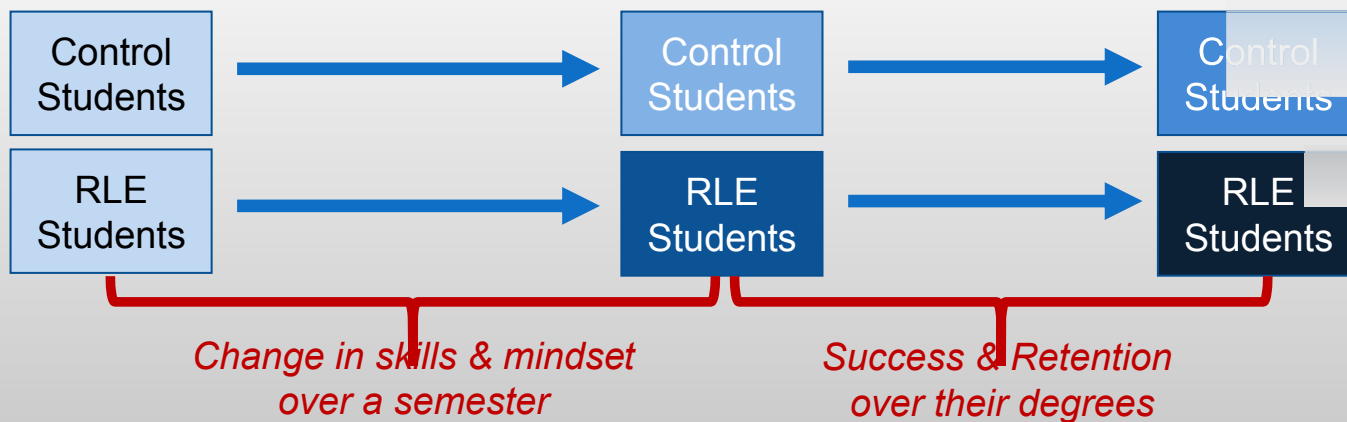 Control
Students
Control
Students
Control
Students
RLE
Students
RLE
Students
RLE
Students
Change in skills & mindset
over a semester
Success & Retention
over their degrees